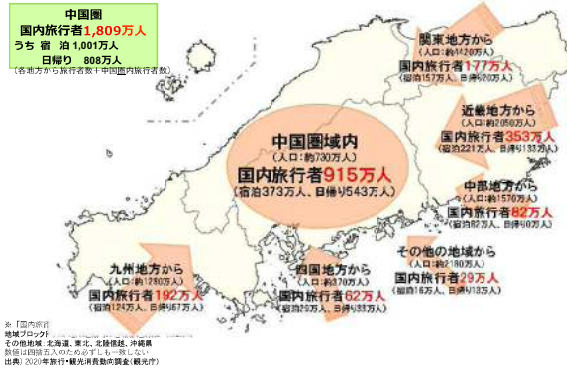 中国圏
国内旅行者1,809万人
うち 宿 泊 1,001万人
日帰り 808万人
(各地方から旅行者数＋中国圏内旅行者数)
関東地方から
(人口:約4420万人)
国内旅行者177万人
(宿泊157万人、日帰り20万人)
近畿地方から
(人口:約2050万人)
国内旅行者353万人
(宿泊221万人、日帰り133万人)
中国圏域内
(人口:約730万人)
国内旅行者915万人
(宿泊373万人、日帰り543万人)
中部地方から
(人口:約1570万人)
国内旅行者82万人
(宿泊82万人、日帰り0万人)
その他の地域から
(人口:約2180万人)
国内旅行者29万人
(宿泊16万人、日帰り13万人)
九州地方から
(人口:約1280万人)
国内旅行者192万人
(宿泊124万人、日帰り67万人)
四国地方から
(人口:約370万人)
国内旅行者62万人
(宿泊29万人、日帰り33万人)
※「国内旅行
地域ブロック
その他地域：北海道、東北、北陸信越、沖縄県
数値は四捨五入のため必ずしも一致しない
出典) 2020年旅行・観光消費動向調査(観光庁)